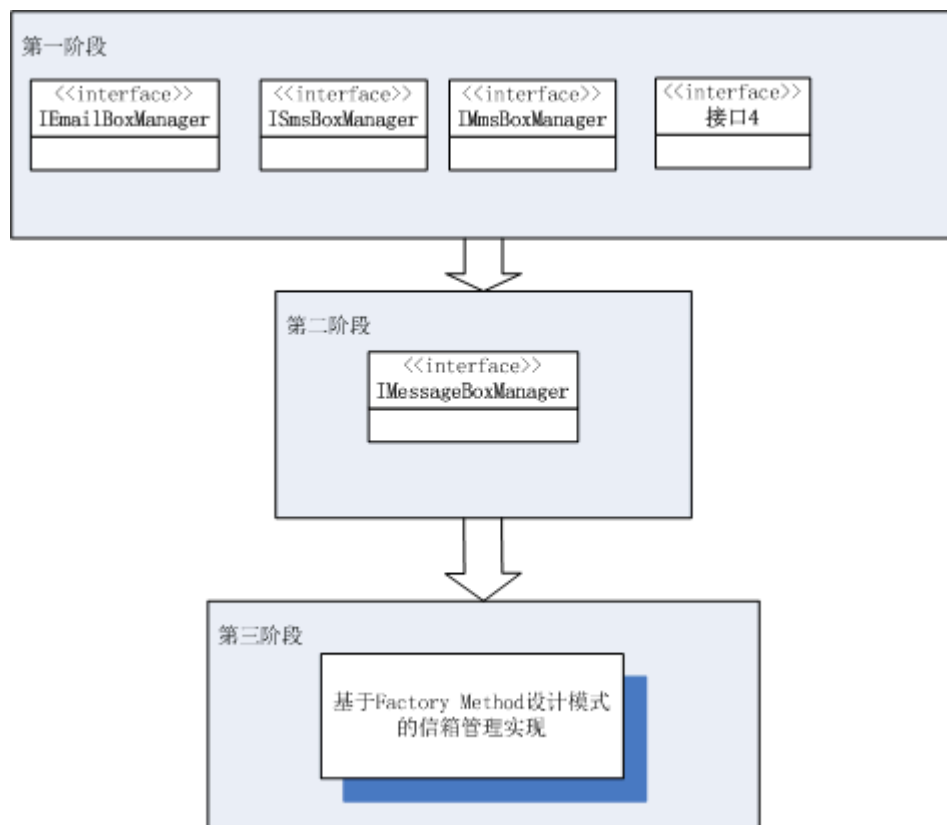 第一阶段
<<interface>> <<interface>> <<interface>> <<interface>>
IEmailBoxManager ISmsBoxManager IMmsBoxManager 接口4
第二阶段
<<interface>>
IMessageBoxManager
第三阶段
基于Factory Method设计模式
的信箱管理实现